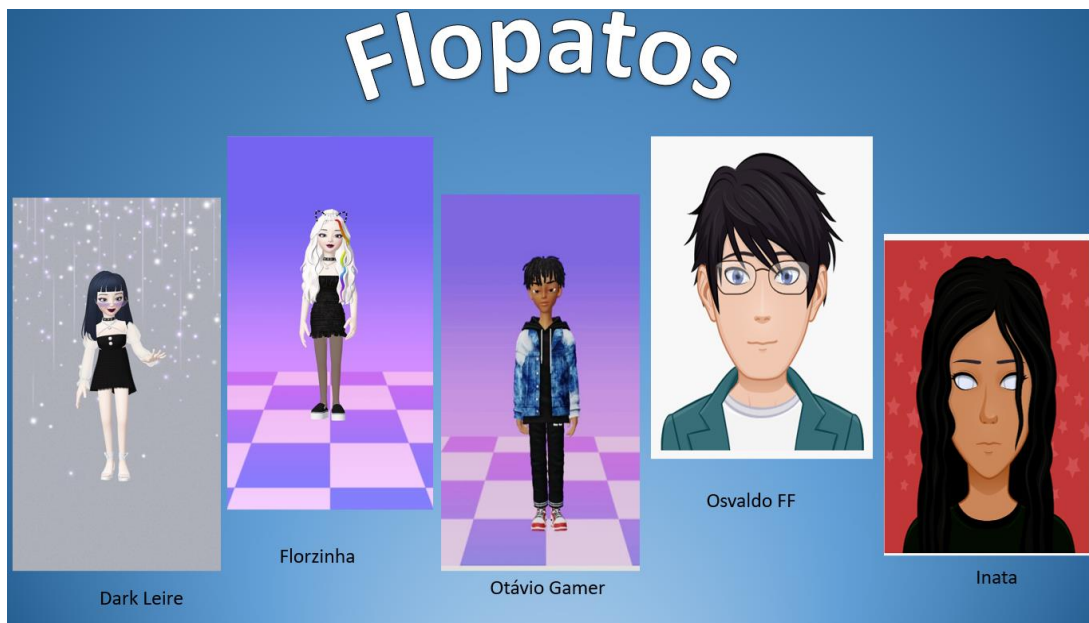 Flopatos
Dark Leire
Florzinha
Otávio Gamer
Osvaldo FF
Inata